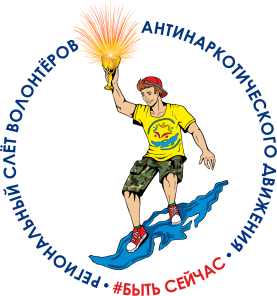 • РЕГИОНАЛЬНЫЙ СЛЁТ ВОЛОНТЁРОВ
АНТИНАРКОТИЧЕСКОГО ДВИЖЕНИЯ •
#БЫТЬ СЕЙЧАС